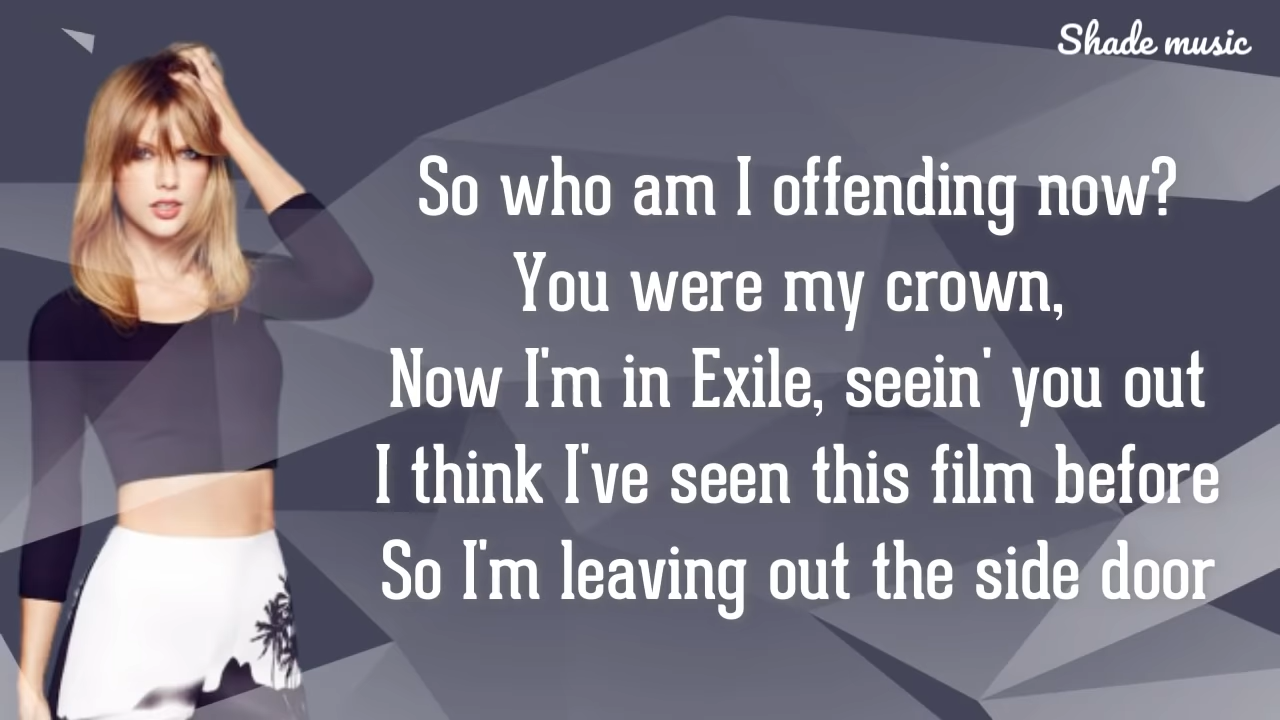 Shade music
So who am I offending now?
You were my crown,
Now I'm in Exile, seein' you out
I think I've seen this film before
So I'm leaving out the side door